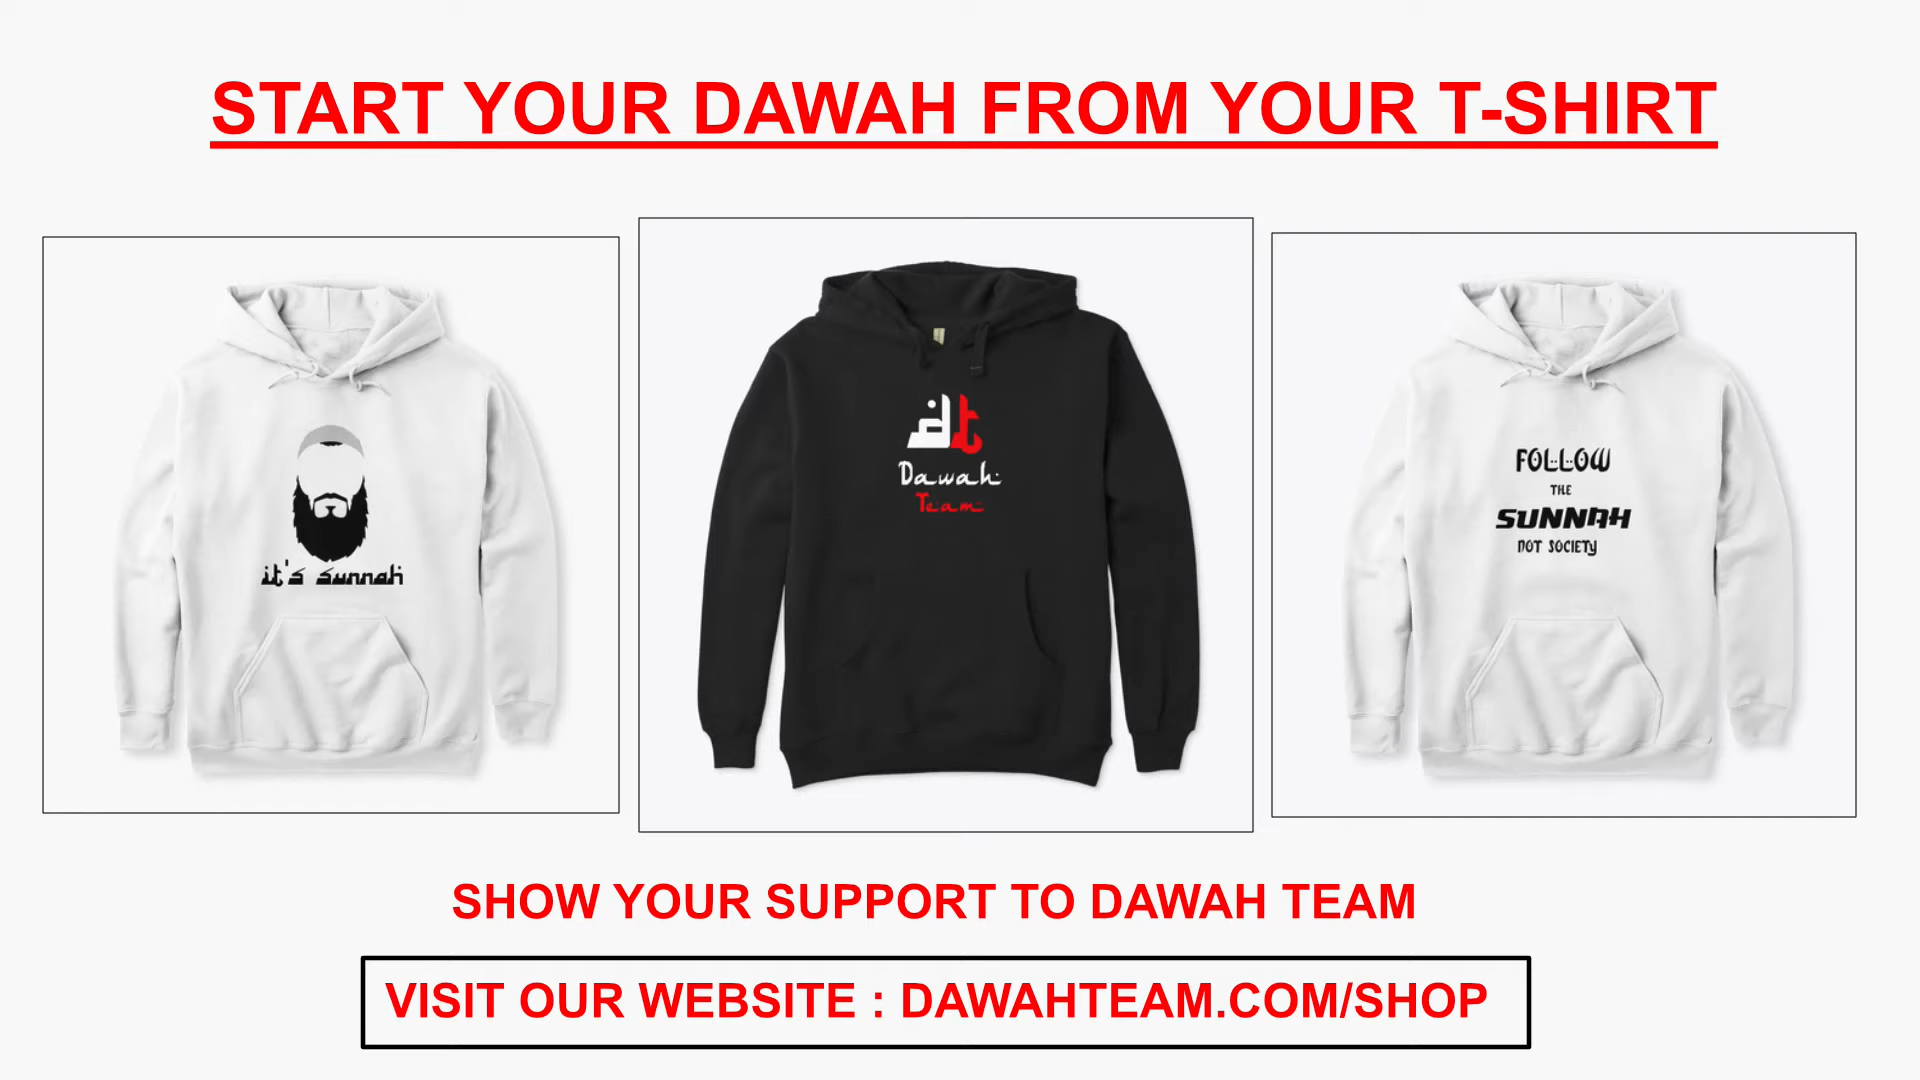 START YOUR DAWAH FROM YOUR T-SHIRT
it's sunnah
dt
Dawah
Team
FOLLOW
THE
SUNNAH
NOT SOCIETY
SHOW YOUR SUPPORT TO DAWAH TEAM
VISIT OUR WEBSITE : DAWAHTEAM.COM/SHOP